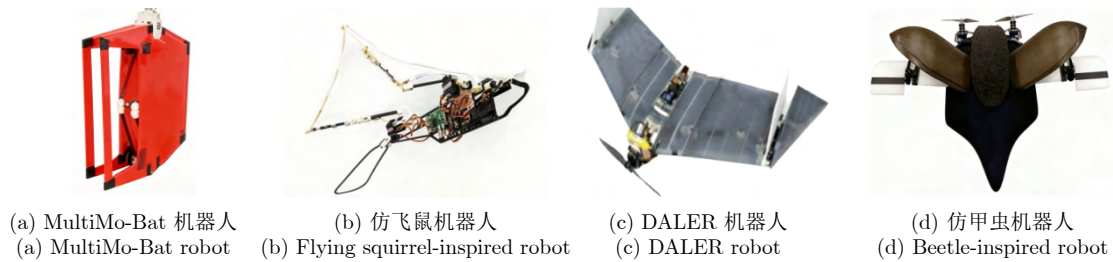 (a) MultiMo-Bat 机器人
(a) MultiMo-Bat robot
(b) 仿飞鼠机器人
(b) Flying squirrel-inspired robot
(c) DALER 机器人
(c) DALER robot
(d) 仿甲虫机器人
(d) Beetle-inspired robot